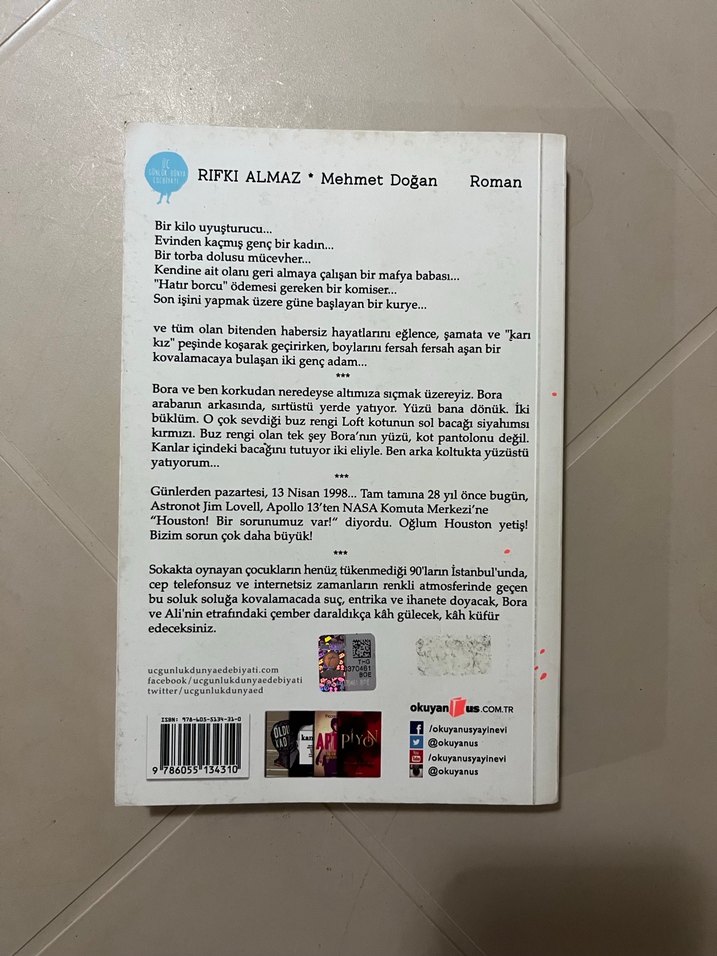 ÜÇ
GÜNLÜK DÜNYA
EDEBİYATI
RIFKI ALMAZ * Mehmet Doğan Roman
Bir kilo uyuşturucu...
Evinden kaçmış genç bir kadın...
Bir torba dolusu mücevher...
Kendine ait olanı geri almaya çalışan bir mafya babası...
"Hatır borcu" ödemesi gereken bir komiser...
Son işini yapmak üzere güne başlayan bir kurye...
ve tüm olan bitenden habersiz hayatlarını eğlence, şamata ve "karı
kız" peşinde koşarak geçirirken, boylarını fersah fersah aşan bir
kovalamacaya bulaşan iki genç adam...
***
Bora ve ben korkudan neredeyse altımıza sıçmak üzereyiz. Bora
arabanın arkasında, sırtüstü yerde yatıyor. Yüzü bana dönük. İki
büklüm. O çok sevdiği buz rengi Loft kotunun sol bacağı siyahımsı
kırmızı. Buz rengi olan tek şey Bora'nın yüzü, kot pantolonu değil.
Kanlar içindeki bacağını tutuyor iki eliyle. Ben arka koltukta yüzüstü
yatıyorum...
***
Günlerden pazartesi, 13 Nisan 1998... Tam tamına 28 yıl önce bugün,
Astronot Jim Lovell, Apollo 13'ten NASA Komuta Merkezi'ne
"Houston! Bir sorunumuz var!" diyordu. Oğlum Houston yetiş!
Bizim sorun çok daha büyük!
***
Sokakta oynayan çocukların henüz tükenmediği 90'ların İstanbul'unda,
cep telefonsuz ve internetsiz zamanların renkli atmosferinde geçen
bu soluk soluğa kovalamacada suç, entrika ve ihanete doyacak, Bora
ve Ali'nin etrafındaki çember daraldıkça kâh gülecek, kâh küfür
edeceksiniz.
ucgunlukdunyaedebiyati.com
facebook/ucgunlukdunyaedebiyati
twitter/ucgunlukdunyaed
THG
370461
BOE
okuyanus.COM.TR
/okuyanusyayinevi
@okuyanus
/okuyanusyayinevi
@okuyanus
ISBN: 978-605-5134-31-0
9 786055 134310
PİYON